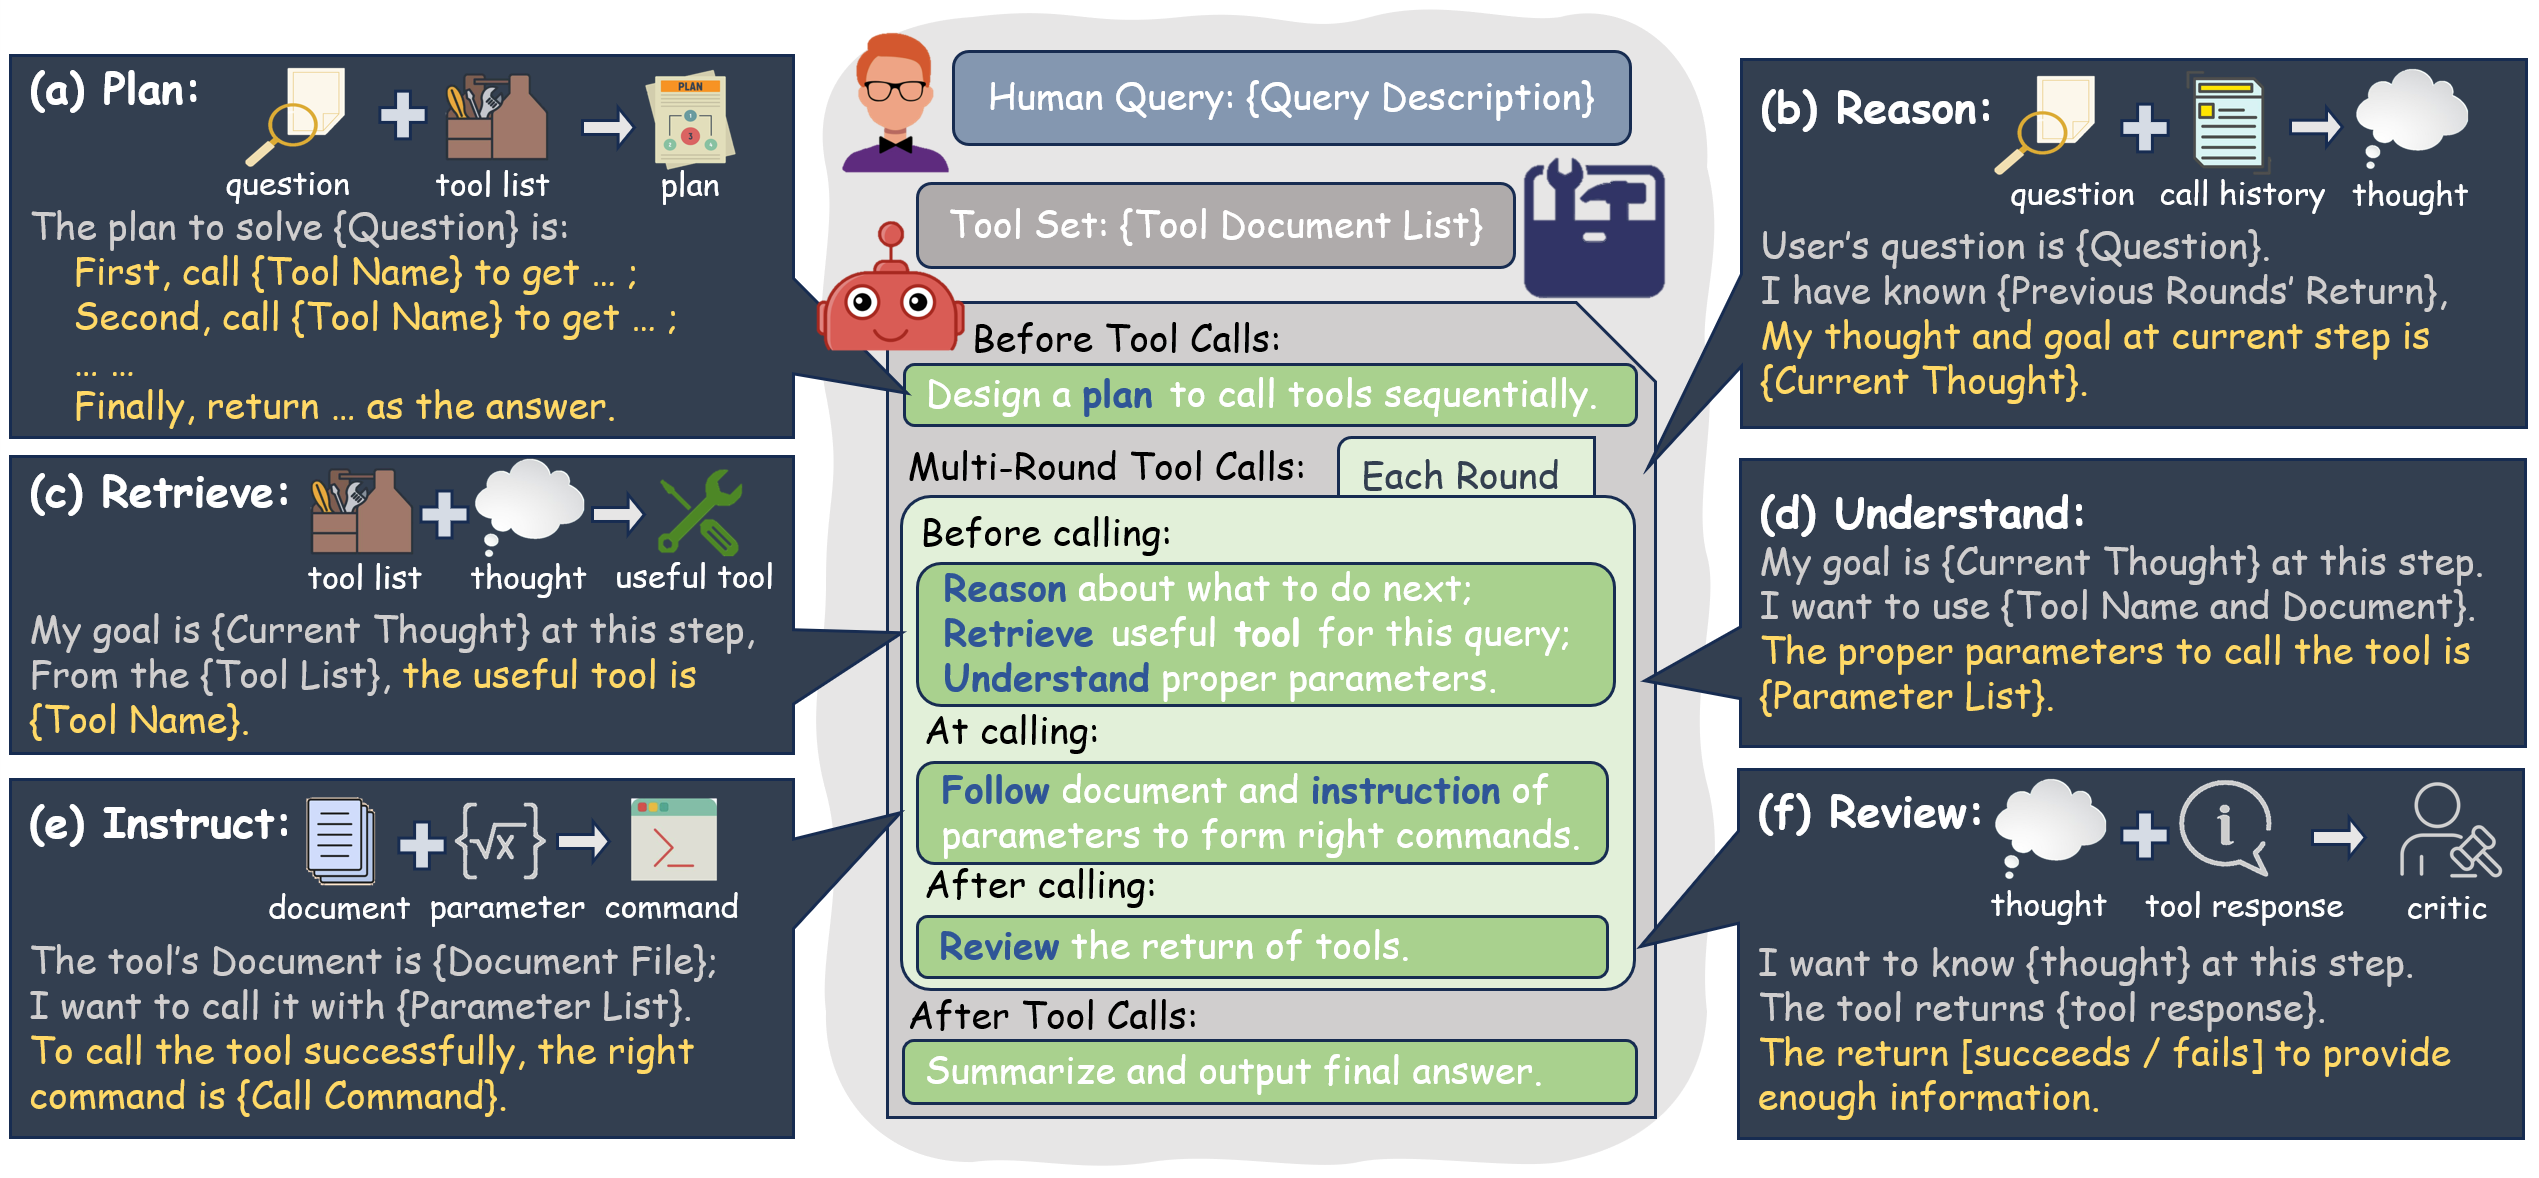 (a) Plan:
question
tool list
PLAN
plan
The plan to solve {Question} is:
First, call {Tool Name} to get ... ;
Second, call {Tool Name} to get ... ;
... ...
Finally, return ... as the answer.
(c) Retrieve:
tool list
thought
useful tool
My goal is {Current Thought} at this step,
From the {Tool List}, the useful tool is
{Tool Name}.
(e) Instruct:
{√x}
document
parameter
command
The tool's Document is {Document File};
I want to call it with {Parameter List}.
To call the tool successfully, the right
command is {Call Command}.
Human Query: {Query Description}
Tool Set: {Tool Document List}
Before Tool Calls:
Design a plan to call tools sequentially.
Multi-Round Tool Calls:
Each Round
Before calling:
Reason about what to do next;
Retrieve useful tool for this query;
Understand proper parameters.
At calling:
Follow document and instruction of
parameters to form right commands.
After calling:
Review the return of tools.
After Tool Calls:
Summarize and output final answer.
(b) Reason:
question
call history
thought
User's question is {Question}.
I have known {Previous Rounds' Return},
My thought and goal at current step is
{Current Thought}.
(d) Understand:
My goal is {Current Thought} at this step.
I want to use {Tool Name and Document}.
The proper parameters to call the tool is
{Parameter List}.
(f) Review:
i
thought
tool response
critic
I want to know {thought} at this step.
The tool returns {tool response}.
The return [succeeds / fails] to provide
enough information.